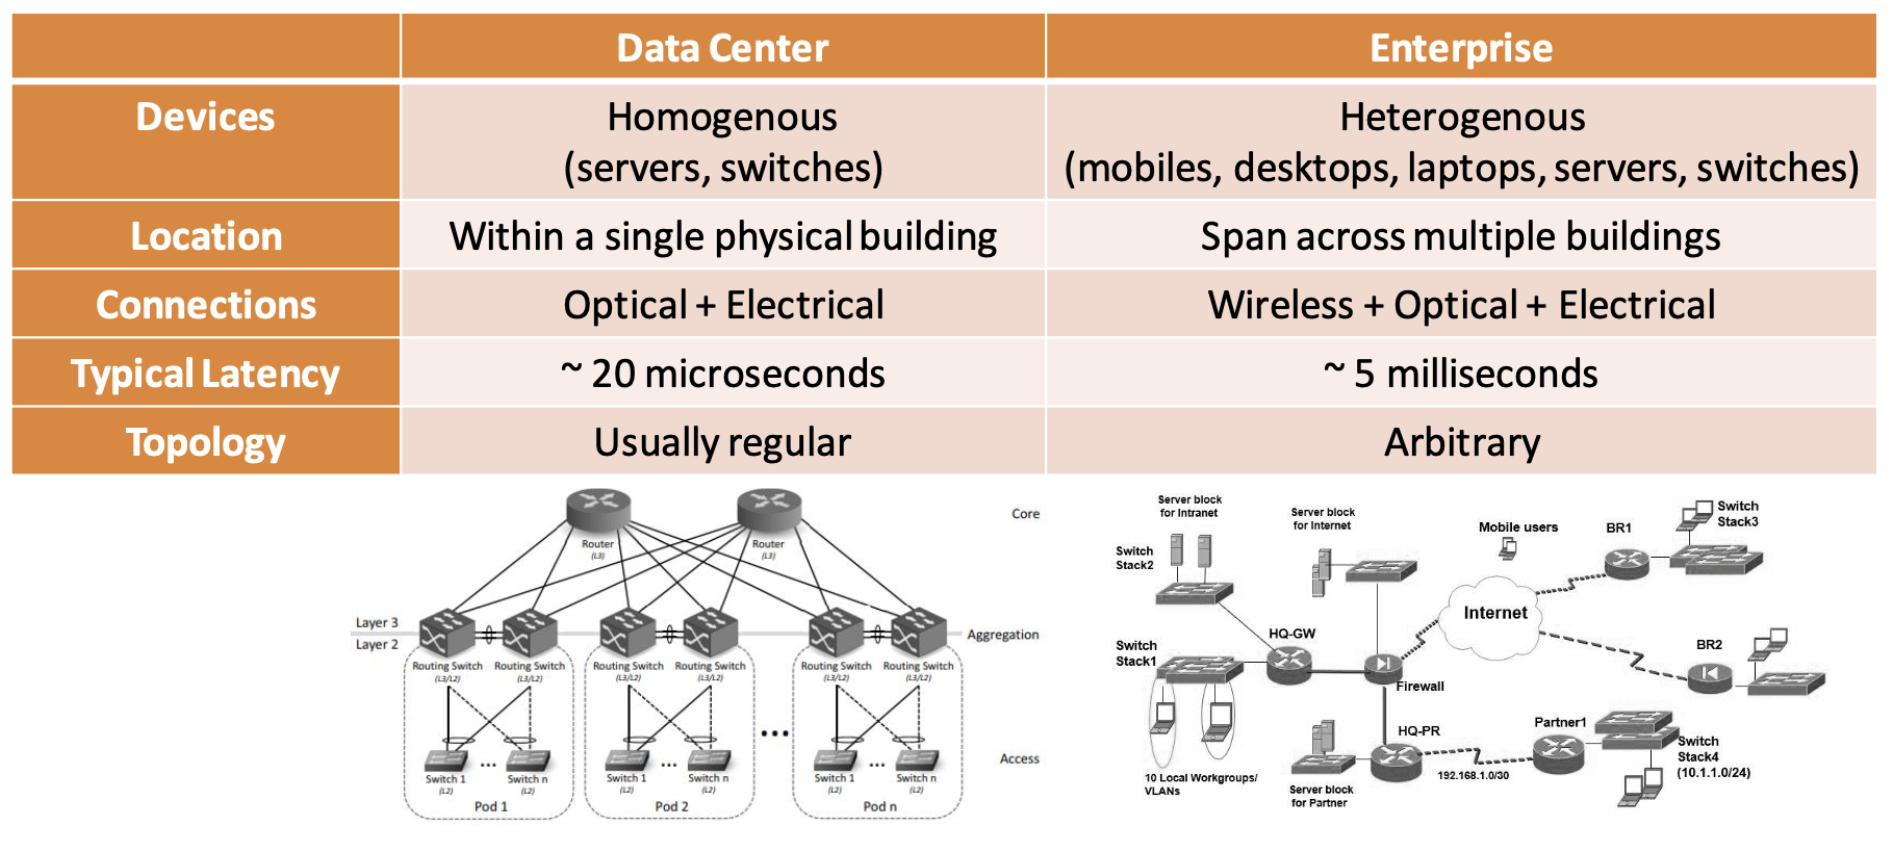 Data Center
Enterprise
Devices
Homogenous
(servers, switches)
Heterogenous
(mobiles, desktops, laptops, servers, switches)
Location
Within a single physical building
Span across multiple buildings
Connections
Optical + Electrical
Wireless + Optical + Electrical
Typical Latency
~ 20 microseconds
~ 5 milliseconds
Topology
Usually regular
Arbitrary
Core
Router
(L3)
Router
(L3)
Layer 3
Layer 2
Aggregation
Routing Switch
(L3/L2)
Routing Switch
(L3/L2)
Routing Switch
(L3/L2)
Routing Switch
(L3/L2)
Routing Switch
(L3/L2)
Routing Switch
(L3/L2)
Access
Switch 1
(L2)
...
Switch n
(L2)
Switch 1
(L2)
...
Switch n
(L2)
...
Switch 1
(L2)
...
Switch n
(L2)
Pod 1
Pod 2
Pod n
Server block
for Intranet
Server block
for Internet
Mobile users
BR1
Switch
Stack3
Switch
Stack2
Internet
HQ-GW
Switch
Stack1
Firewall
BR2
HQ-PR
Partner1
Switch
Stack4
(10.1.1.0/24)
192.168.1.0/30
10 Local Workgroups/
VLANs
Server block
for Partner